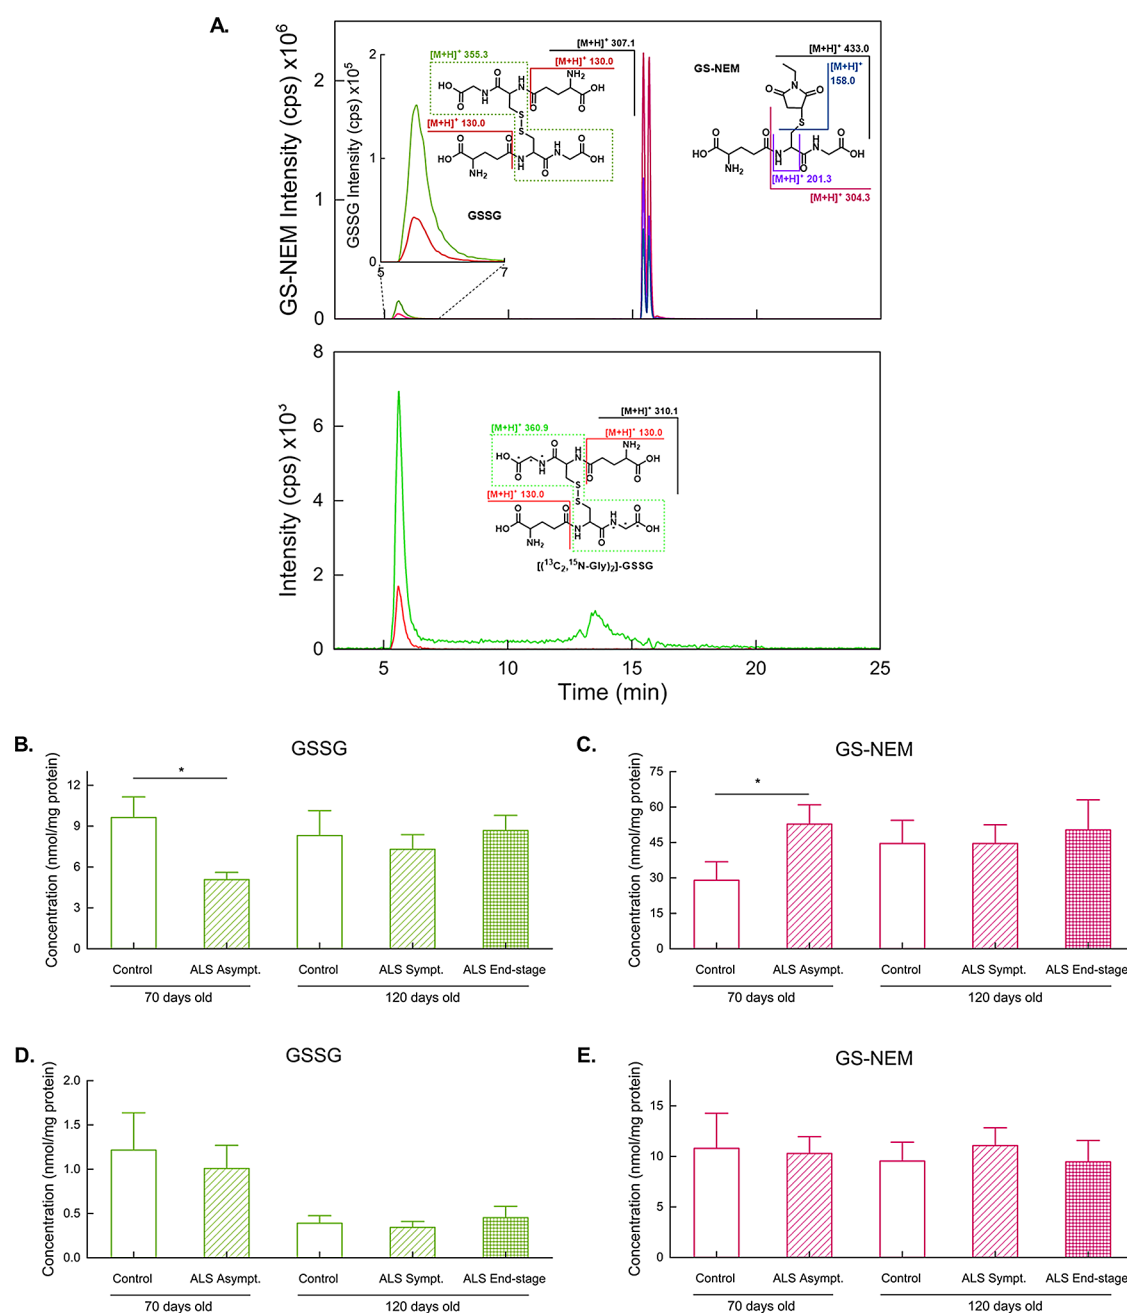 A.
GS-NEM Intensity (cps) x10⁶
2
1
0
GSSG Intensity (cps) x10⁵
2
1
0
5
7
[M+H]⁺ 355.3
[M+H]⁺ 307.1
[M+H]⁺ 130.0
[M+H]⁺ 130.0
GSSG
GS-NEM
[M+H]⁺ 433.0
[M+H]⁺
158.0
[M+H]⁺ 201.3
[M+H]⁺ 304.3
Intensity (cps) x10³
8
6
4
2
0
[M+H]⁺ 310.1
[M+H]⁺ 360.9
[M+H]⁺ 130.0
[M+H]⁺ 130.0
[(¹³C₂,¹⁵N-Gly)₂]-GSSG
5
10
15
20
25
Time (min)
B.
GSSG
Concentration (nmol/mg protein)
12
9
6
3
0
*
Control
ALS Asympt.
Control
ALS Sympt.
ALS End-stage
70 days old
120 days old
C.
GS-NEM
Concentration (nmol/mg protein)
75
60
45
30
15
0
*
Control
ALS Asympt.
Control
ALS Sympt.
ALS End-stage
70 days old
120 days old
D.
GSSG
Concentration (nmol/mg protein)
2.0
1.5
1.0
0.5
0.0
Control
ALS Asympt.
Control
ALS Sympt.
ALS End-stage
70 days old
120 days old
E.
GS-NEM
Concentration (nmol/mg protein)
15
10
5
0
Control
ALS Asympt.
Control
ALS Sympt.
ALS End-stage
70 days old
120 days old